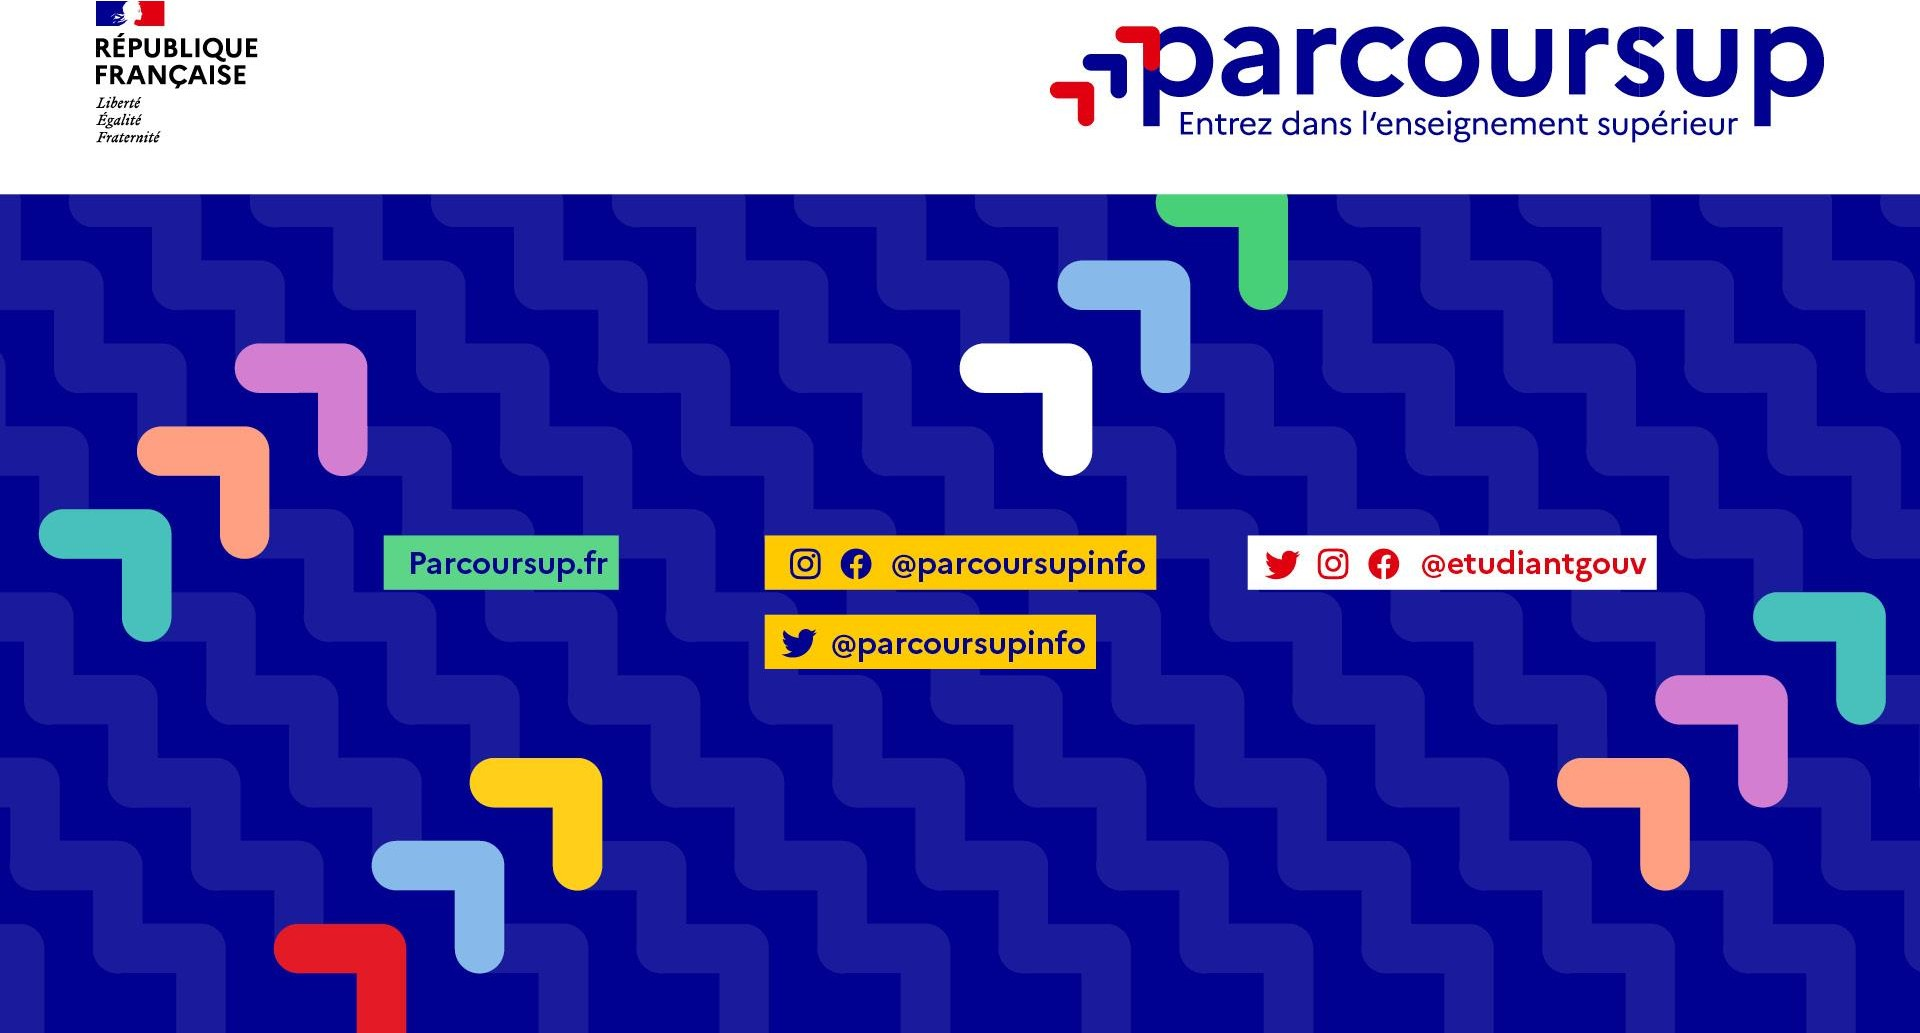 RÉPUBLIQUE
FRANÇAISE
Liberté
Égalité
Fraternité
parcoursup
Entrez dans l'enseignement supérieur
Parcoursup.fr
@parcoursupinfo
@etudiantgouv
@parcoursupinfo